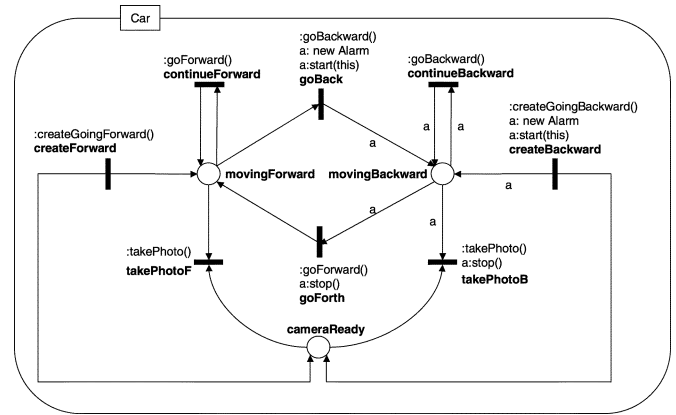 Car
:goForward()
continueForward
:goBackward()
a: new Alarm
a:start(this)
goBack
:goBackward()
continueBackward
:createGoingForward()
createForward
:createGoingBackward()
a: new Alarm
a:start(this)
createBackward
a
a
a
movingForward
movingBackward
a
a
a
:takePhoto()
takePhotoF
:goForward()
a:stop()
goForth
:takePhoto()
a:stop()
takePhotoB
cameraReady